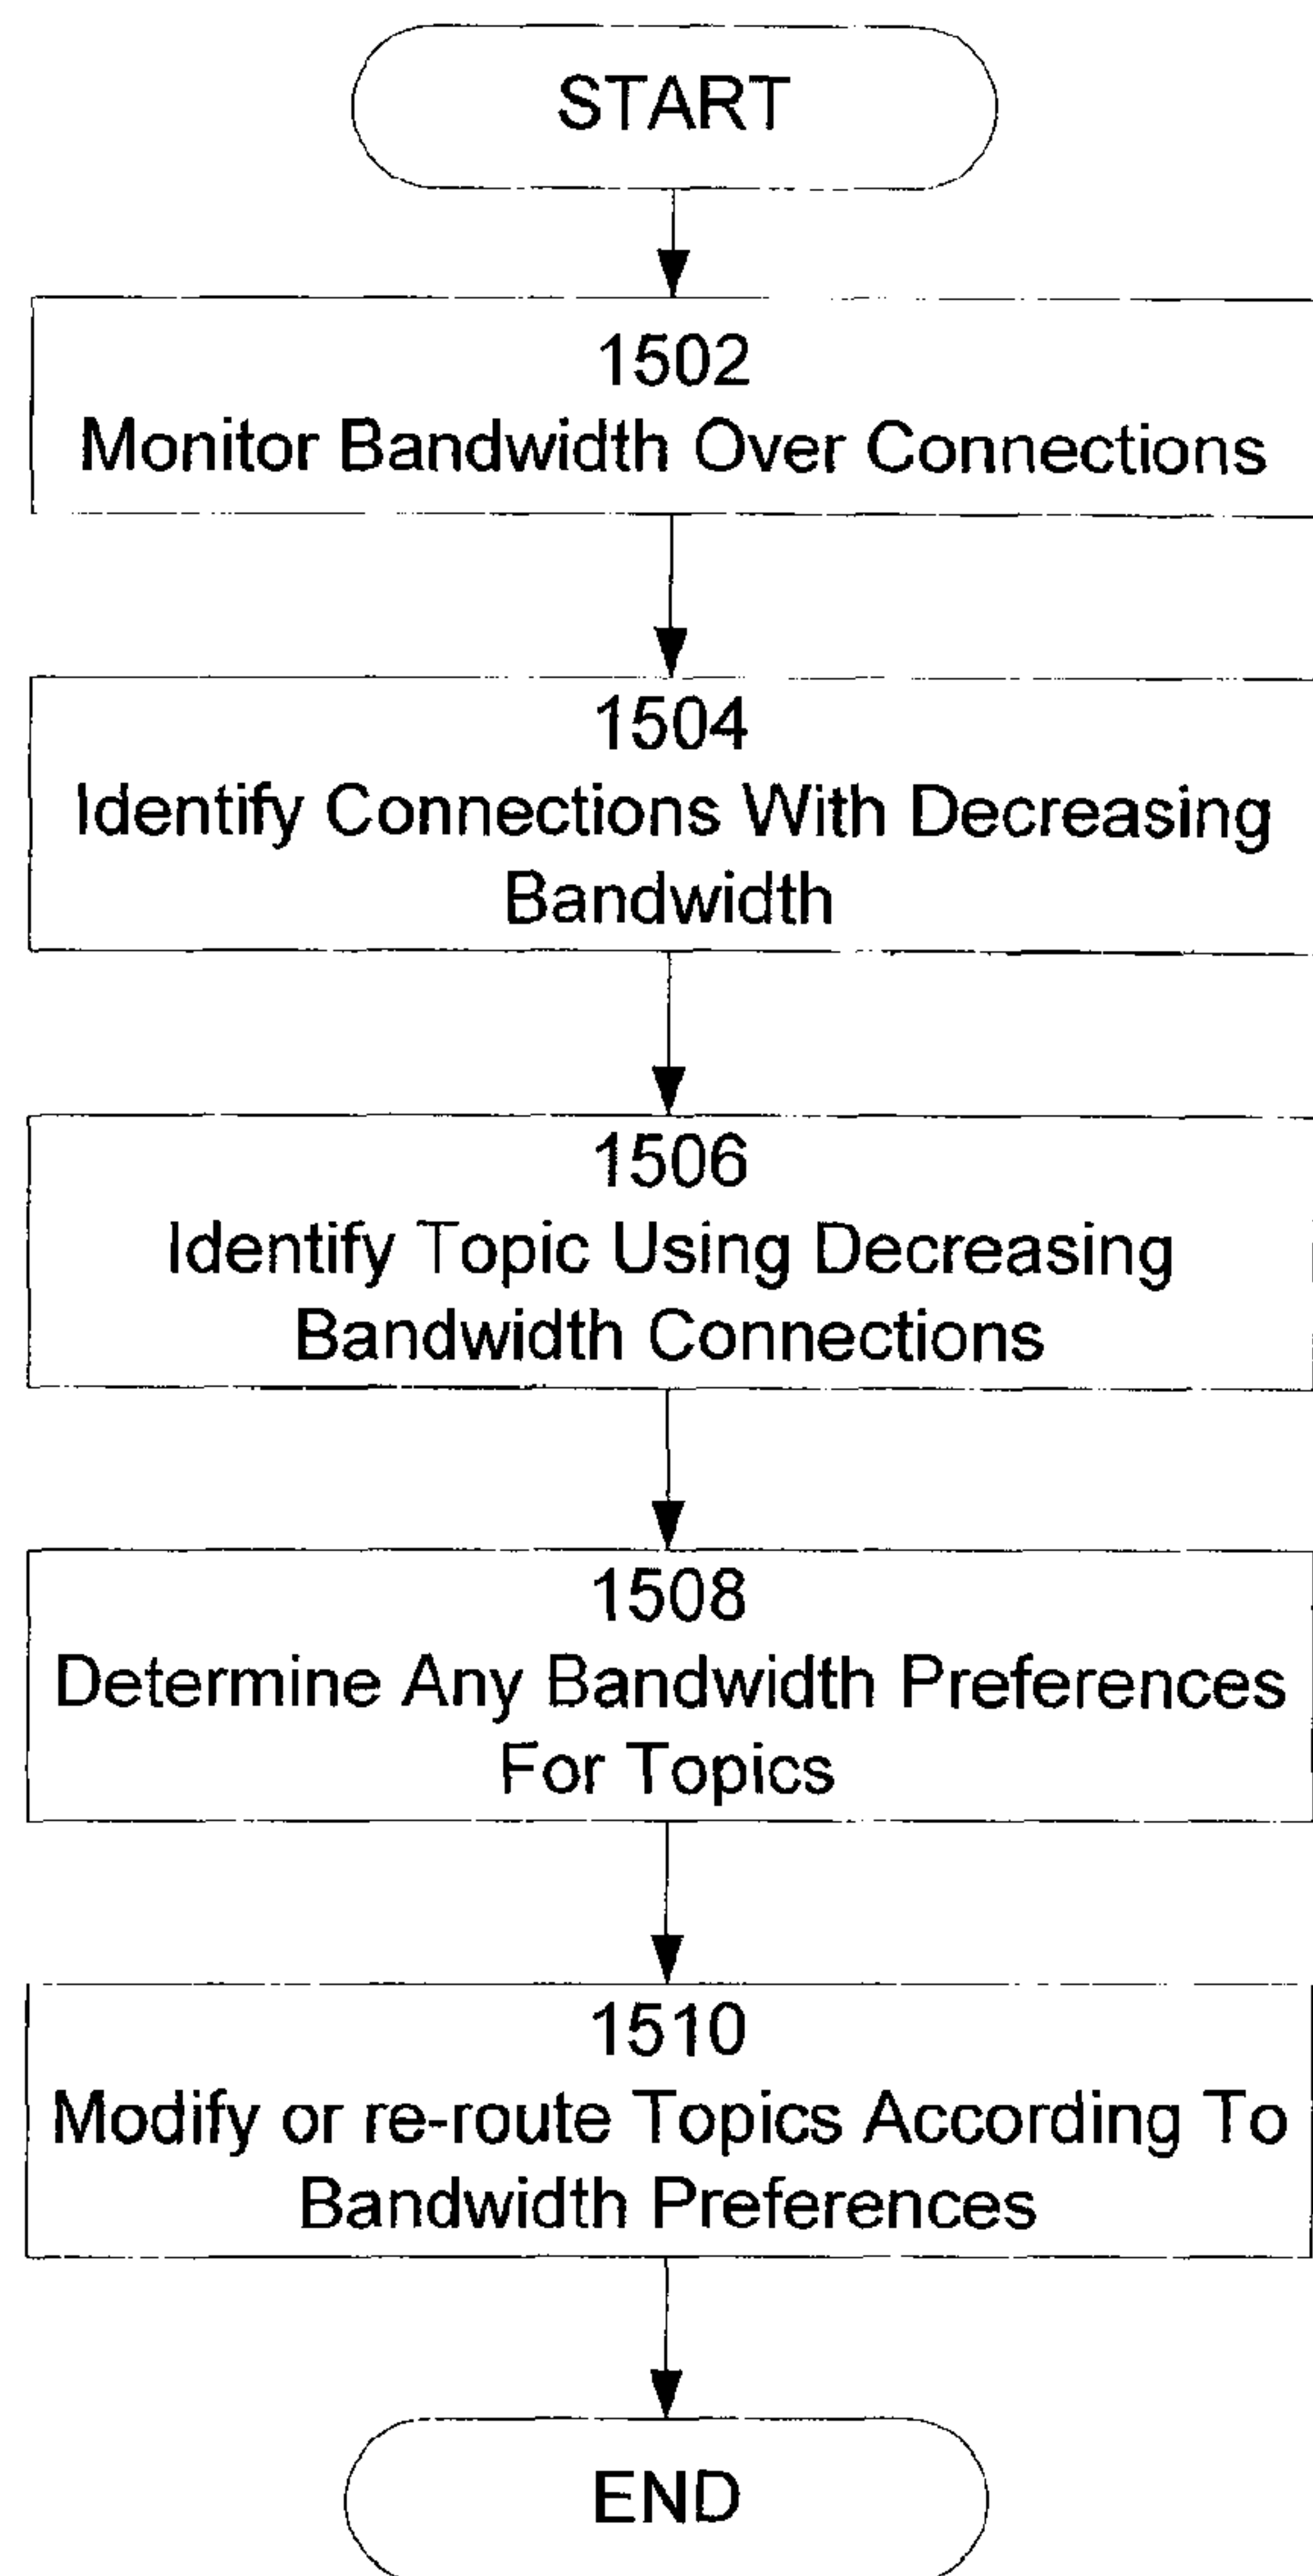 START
1502
Monitor Bandwidth Over Connections
1504
Identify Connections With Decreasing
Bandwidth
1506
Identify Topic Using Decreasing
Bandwidth Connections
1508
Determine Any Bandwidth Preferences
For Topics
1510
Modify or re-route Topics According To
Bandwidth Preferences
END